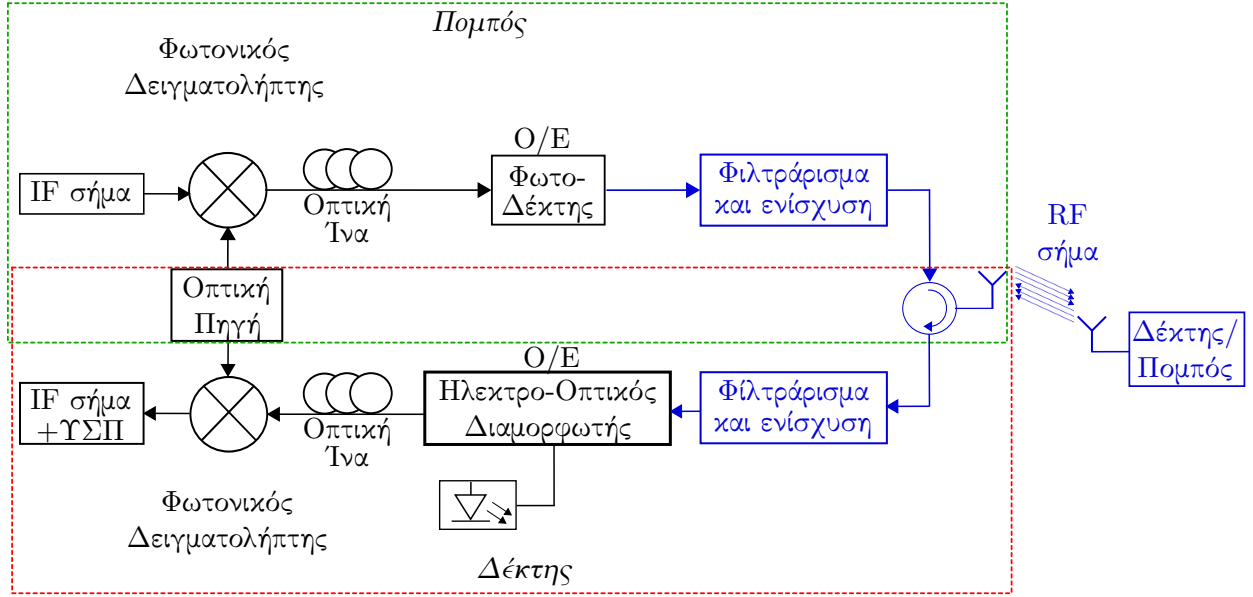 Πομπός
Φωτονικός
Δειγματολήπτης
IF σήμα
Οπτική
Ίνα
O/E
Φωτο-
Δέκτης
Φιλτράρισμα
και ενίσχυση
RF
σήμα
Οπτική
Πηγή
Δέκτης/
Πομπός
IF σήμα
+ΥΣΠ
Οπτική
Ίνα
O/E
Ηλεκτρο-Οπτικός
Διαμορφωτής
Φίλτράρισμα
και ενίσχυση
Φωτονικός
Δειγματολήπτης
Δέκτης